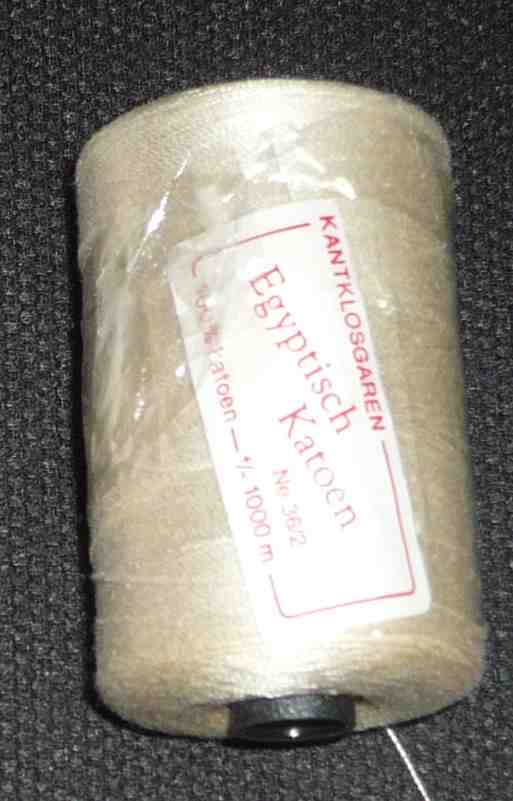 KANTKLOSGAREN
Egyptisch
Katoen
No 36/2
100% katoen — +/- 1000 m